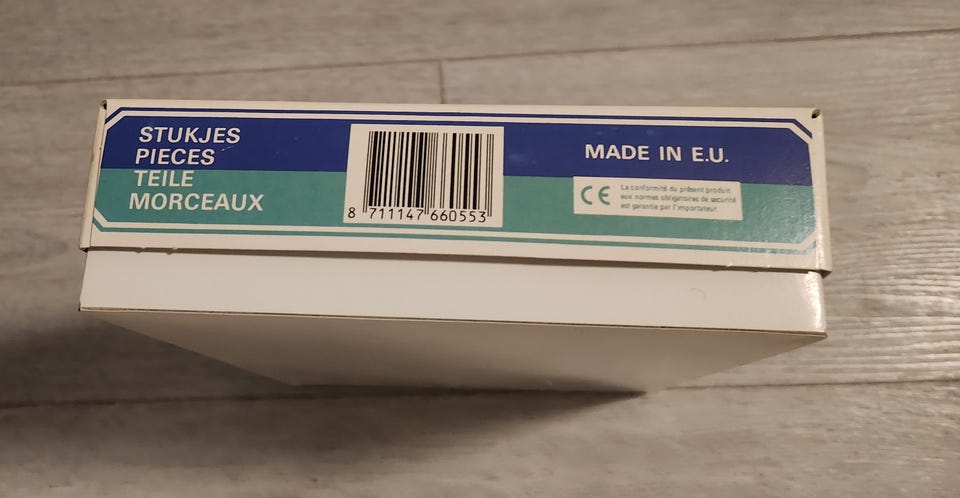 STUKJES
PIECES
TEILE
MORCEAUX
8 711147 660553
MADE IN E.U.
CE
La conformité du présent produit
aux normes obligatoires de sécurité
est garantie par l'importateur